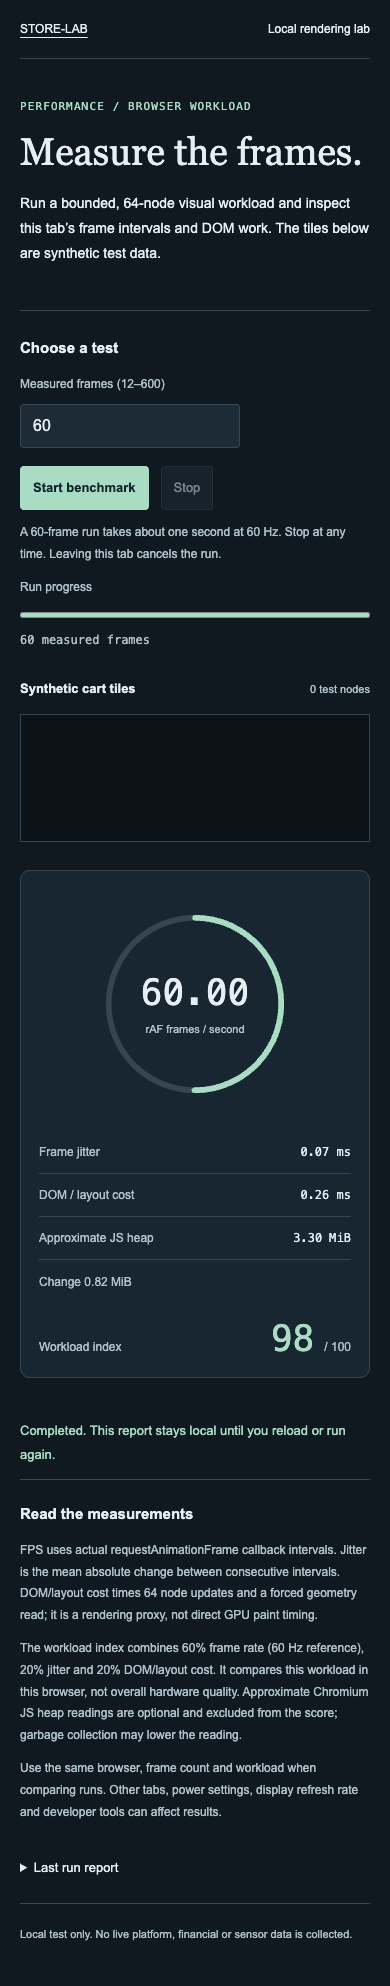 STORE-LAB
Local rendering lab
PERFORMANCE / BROWSER WORKLOAD
Measure the frames.
Run a bounded, 64-node visual workload and inspect
this tab’s frame intervals and DOM work. The tiles below
are synthetic test data.
Choose a test
Measured frames (12–600)
60
Start benchmark
Stop
A 60-frame run takes about one second at 60 Hz. Stop at any
time. Leaving this tab cancels the run.
Run progress
60 measured frames
Synthetic cart tiles
0 test nodes
60.00
rAF frames / second
Frame jitter
0.07 ms
DOM / layout cost
0.26 ms
Approximate JS heap
3.30 MiB
Change 0.82 MiB
Workload index
98 / 100
Completed. This report stays local until you reload or run
again.
Read the measurements
FPS uses actual requestAnimationFrame callback intervals. Jitter
is the mean absolute change between consecutive intervals.
DOM/layout cost times 64 node updates and a forced geometry
read; it is a rendering proxy, not direct GPU paint timing.
The workload index combines 60% frame rate (60 Hz reference),
20% jitter and 20% DOM/layout cost. It compares this workload in
this browser, not overall hardware quality. Approximate Chromium
JS heap readings are optional and excluded from the score;
garbage collection may lower the reading.
Use the same browser, frame count and workload when
comparing runs. Other tabs, power settings, display refresh rate
and developer tools can affect results.
Last run report
Local test only. No live platform, financial or sensor data is collected.